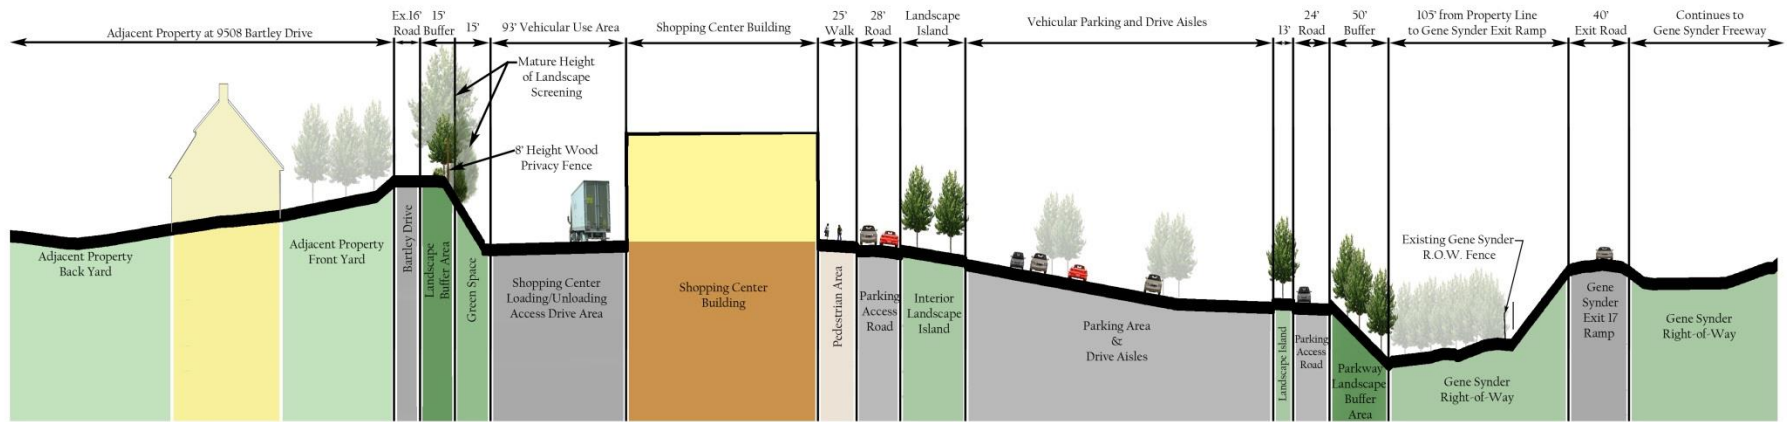 Adjacent Property at 9508 Bartley Drive
Ex.16'
Road
15'
Buffer
15'
93' Vehicular Use Area
Shopping Center Building
25'
Walk
28'
Road
Landscape
Island
Vehicular Parking and Drive Aisles
13'
24'
Road
50'
Buffer
105' from Property Line
to Gene Synder Exit Ramp
40'
Exit Road
Continues to
Gene Synder Freeway
Mature Height
of Landscape
Screening
8' Height Wood
Privacy Fence
Existing Gene Synder
R.O.W. Fence
Adjacent Property
Back Yard
Adjacent Property
Front Yard
Bartley Drive
Landscape
Buffer Area
Green Space
Shopping Center
Loading/Unloading
Access Drive Area
Shopping Center
Building
Pedestrian Area
Parking
Access
Road
Interior
Landscape
Island
Parking Area
&
Drive Aisles
Landscape Island
Parking
Access
Road
Parkway
Landscape
Buffer
Area
Gene Synder
Right-of-Way
Gene
Synder
Exit 17
Ramp
Gene Synder
Right-of-Way